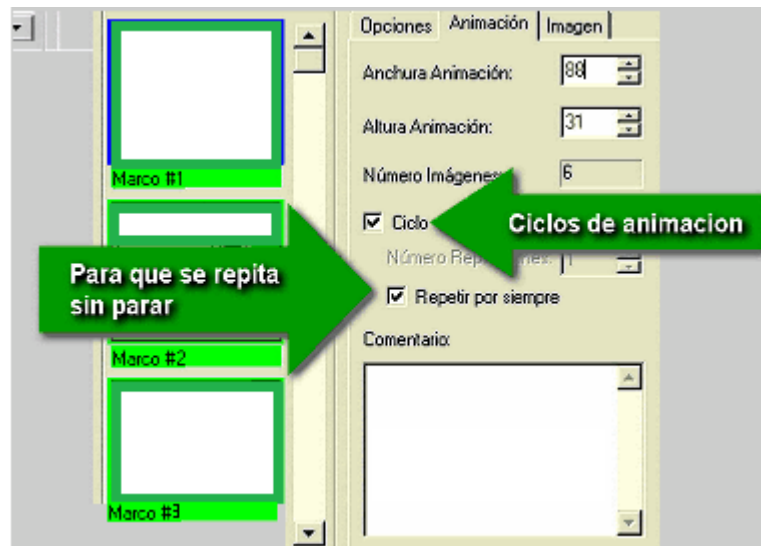 Opciones Animación Imagen
Anchura Animación: 88
Altura Animación: 31
Marco #1
Número Imágenes: 6
Ciclo
Ciclos de animacion
Número 1
Para que se repita
sin parar
Repetir por siempre
Marco #2
Comentario:
Marco #3